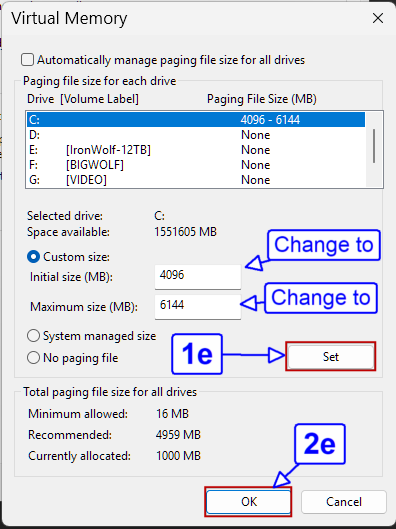 Virtual Memory
Automatically manage paging file size for all drives
Paging file size for each drive
Drive [Volume Label] Paging File Size (MB)
C: 4096 - 6144
D: None
E: [IronWolf-12TB] None
F: [BIGWOLF] None
G: [VIDEO] None
Selected drive: C:
Space available: 1551605 MB
Custom size:
Change to
Initial size (MB): 4096
Maximum size (MB): 6144
Change to
System managed size
No paging file
1e
Set
Total paging file size for all drives
Minimum allowed: 16 MB
Recommended: 4959 MB
Currently allocated: 1000 MB
2e
OK
Cancel